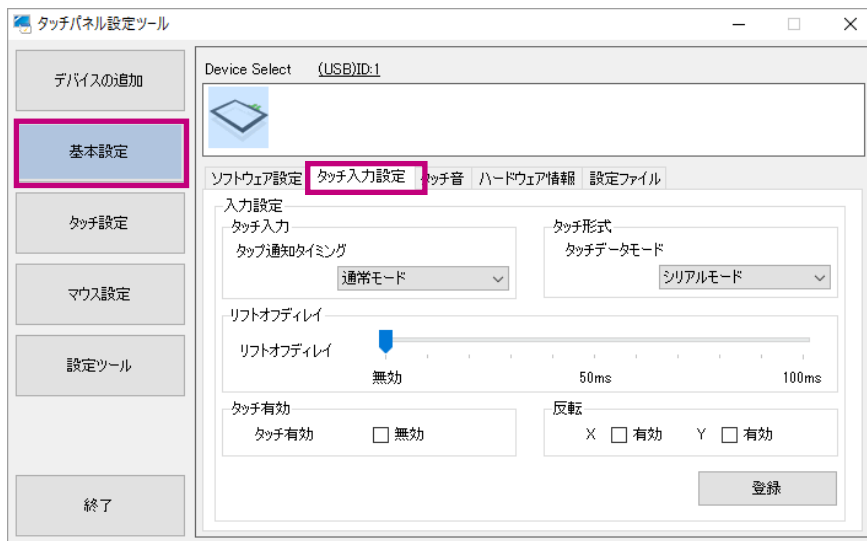 タッチパネル設定ツール
デバイスの追加
基本設定
タッチ設定
マウス設定
設定ツール
終了
Device Select (USB)ID:1
ソフトウェア設定 タッチ入力設定 タッチ音 ハードウェア情報 設定ファイル
入力設定
タッチ入力
タップ通知タイミング
通常モード
タッチ形式
タッチデータモード
シリアルモード
リフトオフディレイ
リフトオフディレイ
無効 50ms 100ms
タッチ有効
タッチ有効 無効
反転
X 有効 Y 有効
登録